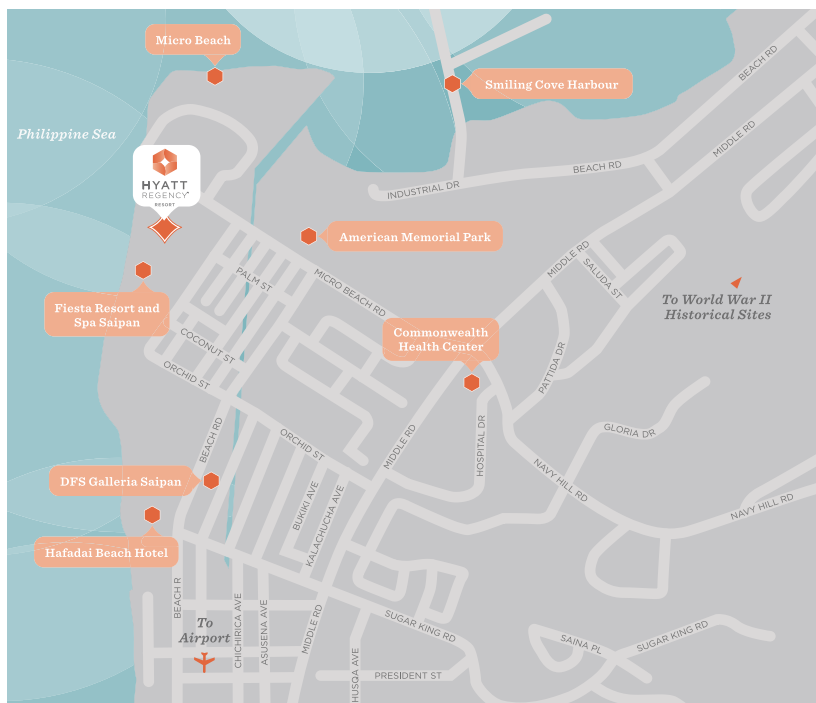 Micro Beach
Smiling Cove Harbour
BEACH RD
MIDDLE RD
Philippine Sea
HYATT
REGENCY®
RESORT
BEACH RD
INDUSTRIAL DR
American Memorial Park
MIDDLE RD
SALUDA ST
PALM ST
MICRO BEACH RD
To World War II
Historical Sites
Fiesta Resort and
Spa Saipan
Commonwealth
Health Center
COCONUT ST
ORCHID ST
PATTIDA DR
BEACH RD
ORCHID ST
MIDDLE RD
HOSPITAL DR
GLORIA DR
DFS Galleria Saipan
NAVY HILL RD
BUKIKI AVE
KALACHUCHA AVE
NAVY HILL RD
Hafadai Beach Hotel
BEACH R
To
Airport
CHICHIRICA AVE
ASUSENA AVE
MIDDLE RD
SUGAR KING RD
SAINA PL
SUGAR KING RD
HUSQA AVE
PRESIDENT ST